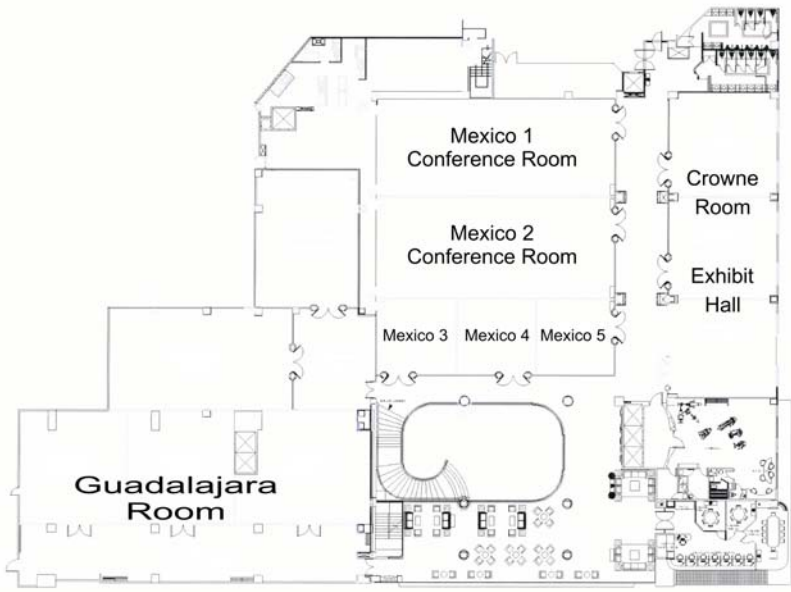 Mexico 1
Conference Room
Crowne
Room
Mexico 2
Conference Room
Exhibit
Hall
Mexico 3
Mexico 4
Mexico 5
Guadalajara
Room